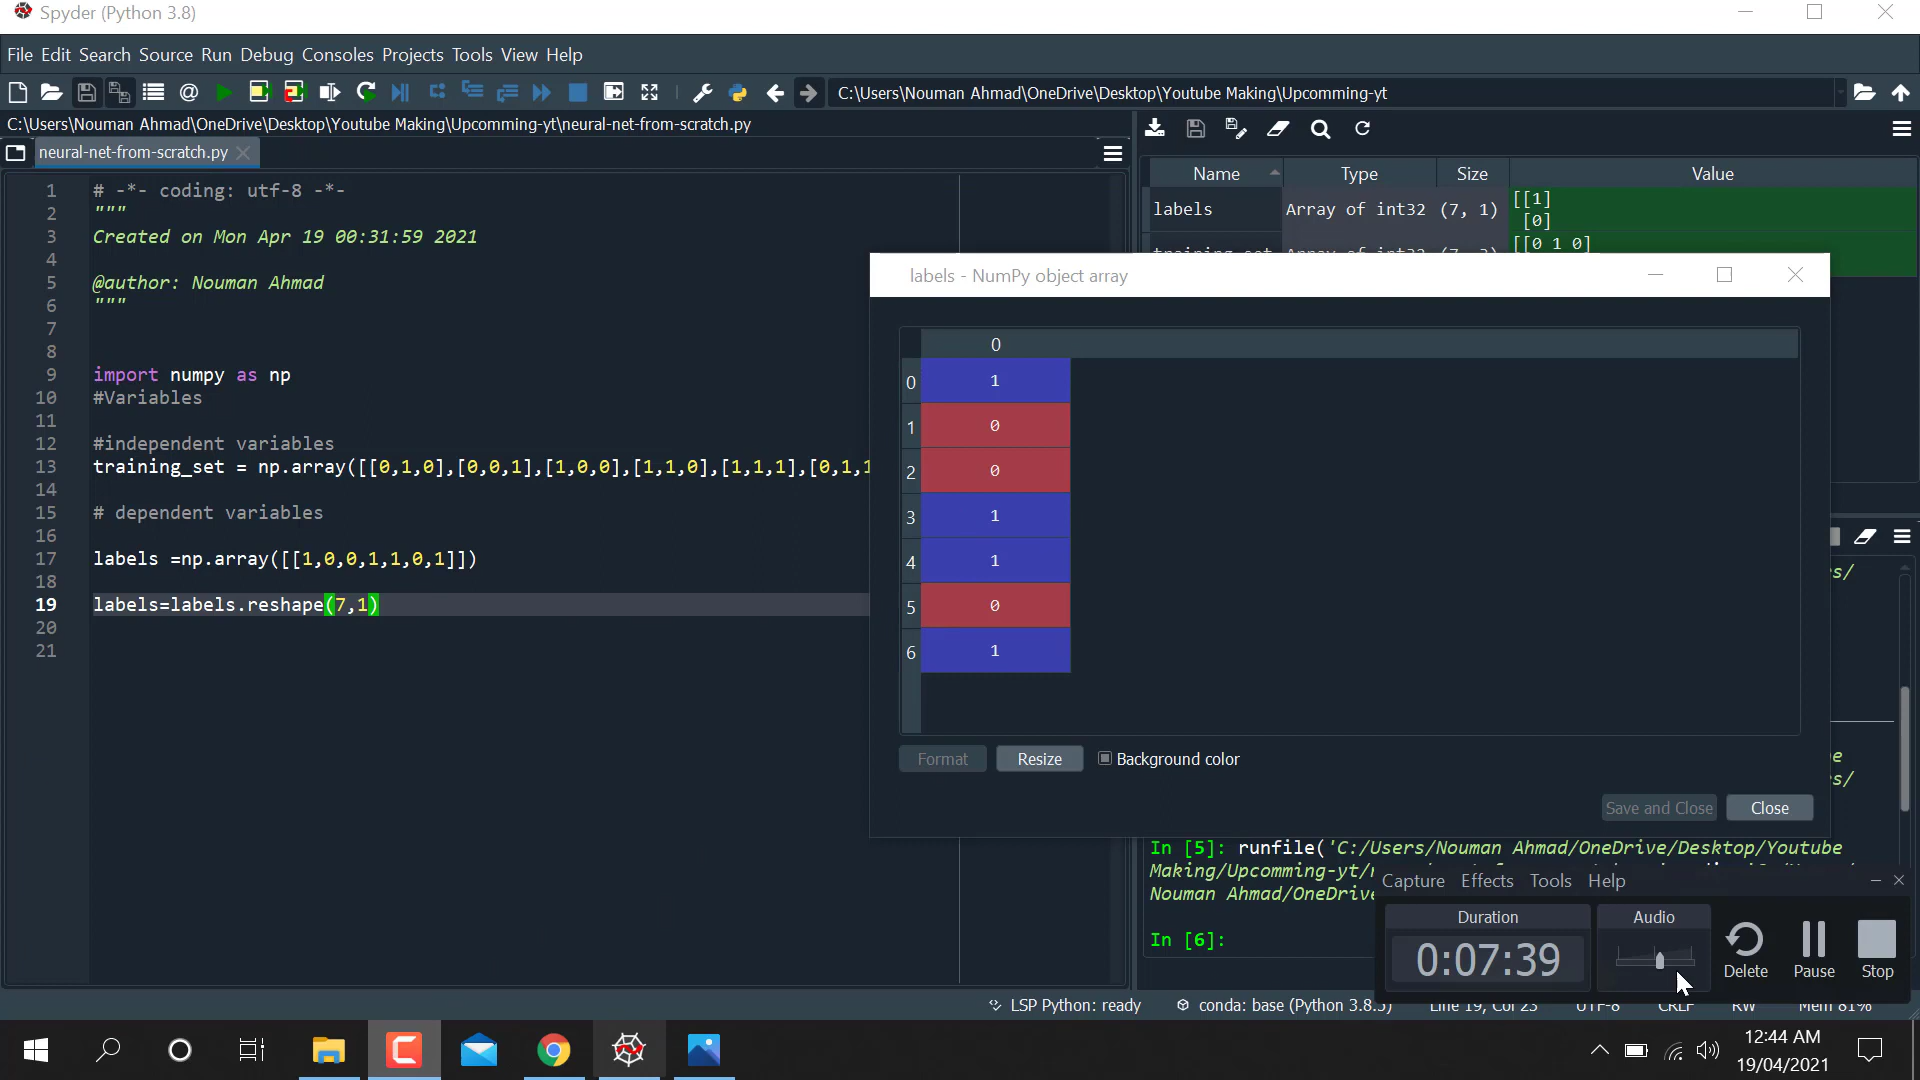 Spyder (Python 3.8)
File Edit Search Source Run Debug Consoles Projects Tools View Help
C:\Users\Nouman Ahmad\OneDrive\Desktop\Youtube Making\Upcomming-yt
C:\Users\Nouman Ahmad\OneDrive\Desktop\Youtube Making\Upcomming-yt\neural-net-from-scratch.py
neural-net-from-scratch.py
1 # -*- coding: utf-8 -*-
2 """
3 Created on Mon Apr 19 00:31:59 2021
4
5 @author: Nouman Ahmad
6 """
7
8
9 import numpy as np
10 #Variables
11
12 #independent variables
13 training_set = np.array([[0,1,0],[0,0,1],[1,0,0],[1,1,0],[1,1,1],[0,1,1
14
15 # dependent variables
16
17 labels =np.array([[1,0,0,1,1,0,1]])
18
19 labels=labels.reshape(7,1)
20
21
Name Type Size Value
labels Array of int32 (7, 1) [[1]
[0]
[[0 1 0]
labels - NumPy object array
0
0 1
1 0
2 0
3 1
4 1
5 0
6 1
Format Resize Background color
Save and Close Close
s/
e
s/
In [5]: runfile('C:/Users/Nouman Ahmad/OneDrive/Desktop/Youtube
Making/Upcomming-yt/
Nouman Ahmad/OneDrive
In [6]:
Capture Effects Tools Help
Duration Audio
0:07:39
Delete Pause Stop
LSP Python: ready conda: base (Python 3.8.5) Line 19, Col 23 UTF-8 CRLF RW Mem 81%
12:44 AM
19/04/2021